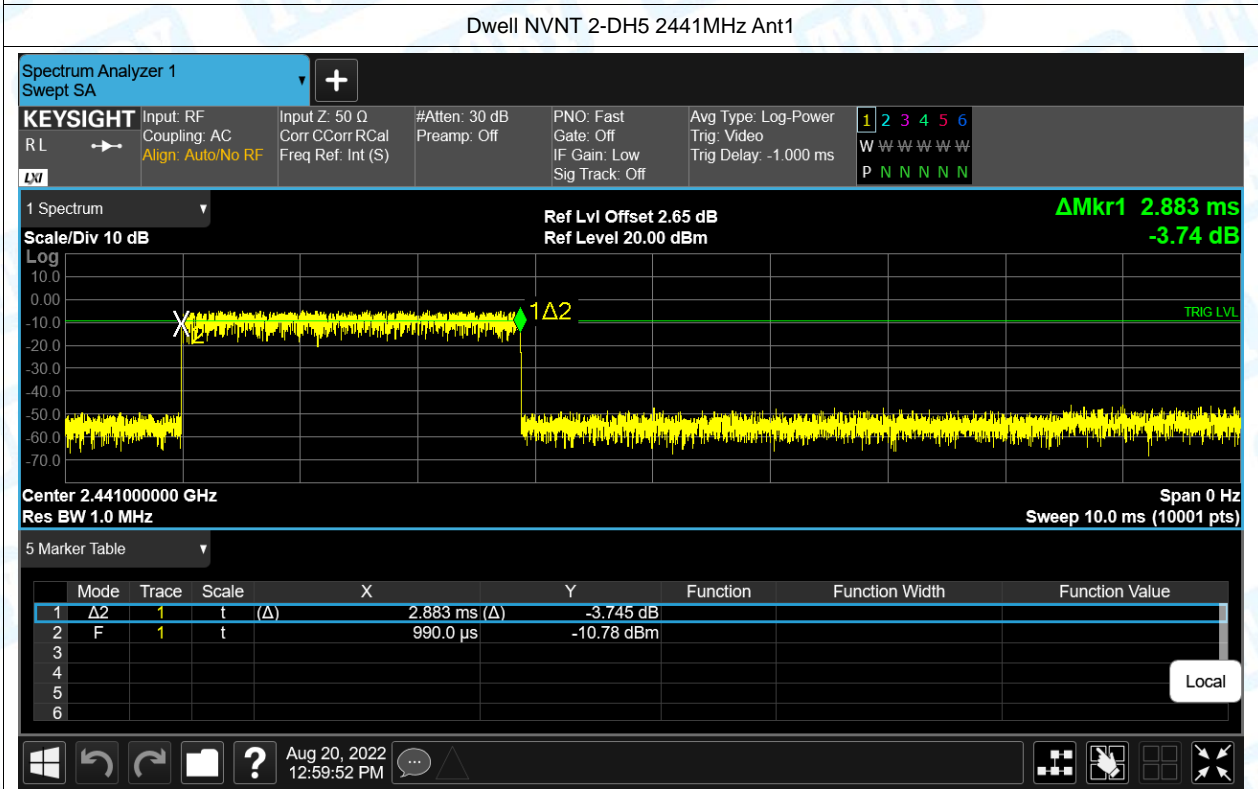 Dwell NVNT 2-DH5 2441MHz Ant1
Spectrum Analyzer 1
Swept SA
KEYSIGHT
R L
LXI
Input: RF
Coupling: AC
Align: Auto/No RF
Input Z: 50 Ω
Corr CCorr RCal
Freq Ref: Int (S)
#Atten: 30 dB
Preamp: Off
PNO: Fast
Gate: Off
IF Gain: Low
Sig Track: Off
Avg Type: Log-Power
Trig: Video
Trig Delay: -1.000 ms
1 2 3 4 5 6
W W W W W W
P N N N N N
1 Spectrum
Scale/Div 10 dB
Ref Lvl Offset 2.65 dB
Ref Level 20.00 dBm
ΔMkr1 2.883 ms
-3.74 dB
Log
10.0
0.00
-10.0
-20.0
-30.0
-40.0
-50.0
-60.0
-70.0
X
2
1Δ2
TRIG LVL
Center 2.441000000 GHz
Res BW 1.0 MHz
Span 0 Hz
Sweep 10.0 ms (10001 pts)
5 Marker Table
Mode Trace Scale X Y Function Function Width Function Value
1 Δ2 1 t (Δ) 2.883 ms (Δ) -3.745 dB
2 F 1 t 990.0 µs -10.78 dBm
3
4
5
6
Local
?
Aug 20, 2022
12:59:52 PM